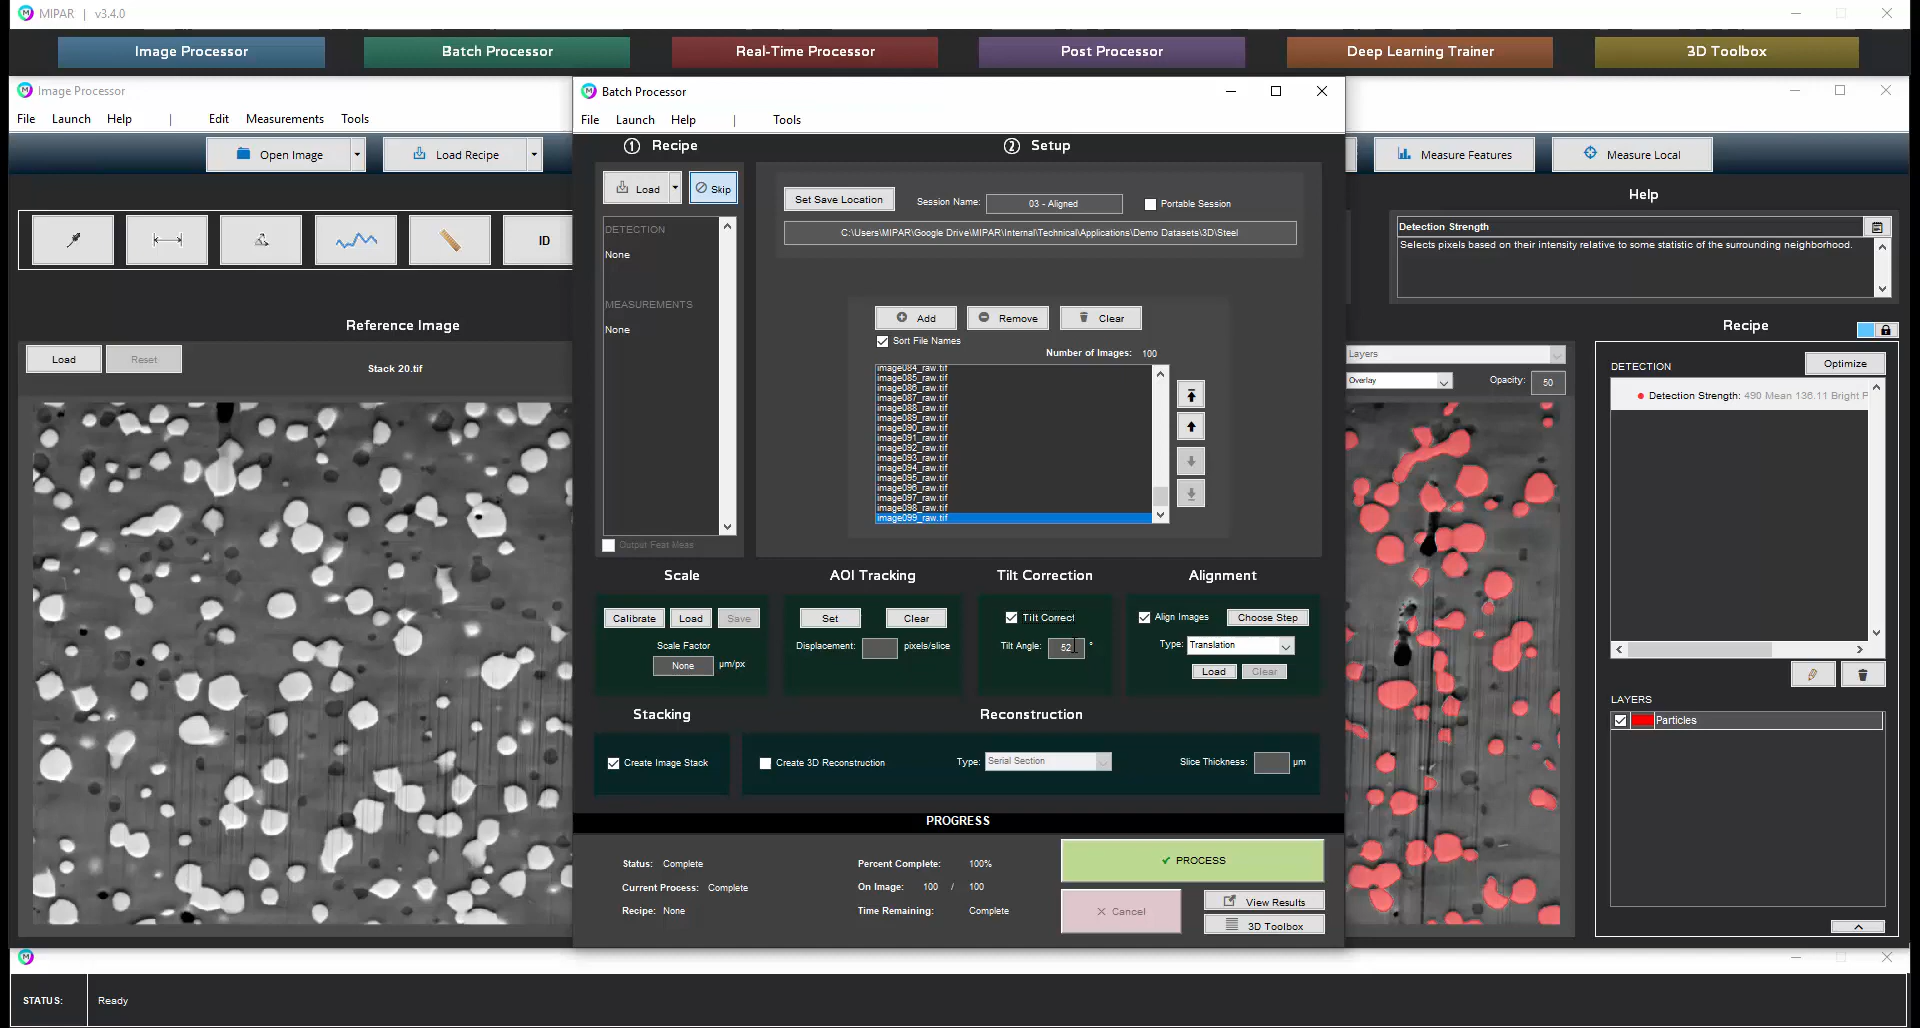 MIPAR | v3.4.0
Image Processor
Batch Processor
Real-Time Processor
Post Processor
Deep Learning Trainer
3D Toolbox
Image Processor
File Launch Help | Edit Measurements Tools
Open Image
Load Recipe
Measure Features
Measure Local
ID
Help
Detection Strength
Selects pixels based on their intensity relative to some statistic of the surrounding neighborhood.
Reference Image
Load
Reset
Stack 20.tif
Batch Processor
File Launch Help | Tools
1 Recipe
2 Setup
Load
Skip
DETECTION
None
MEASUREMENTS
None
Output Feat Meas
Set Save Location
Session Name: 03 - Aligned
Portable Session
C:\Users\MIPAR\Google Drive\MIPAR\Internal\Technical\Applications\Demo Datasets\3D\Steel
Add
Remove
Clear
Sort File Names
Number of Images: 100
image084_raw.tif
image085_raw.tif
image086_raw.tif
image087_raw.tif
image088_raw.tif
image089_raw.tif
image090_raw.tif
image091_raw.tif
image092_raw.tif
image093_raw.tif
image094_raw.tif
image095_raw.tif
image096_raw.tif
image097_raw.tif
image098_raw.tif
image099_raw.tif
Scale
Calibrate
Load
Save
Scale Factor
None µm/px
AOI Tracking
Set
Clear
Displacement: pixels/slice
Tilt Correction
Tilt Correct
Tilt Angle: 52 °
Alignment
Align Images
Choose Step
Type: Translation
Load
Clear
Stacking
Create Image Stack
Reconstruction
Create 3D Reconstruction
Type: Serial Section
Slice Thickness: µm
PROGRESS
Status: Complete
Current Process: Complete
Recipe: None
Percent Complete: 100%
On Image: 100 / 100
Time Remaining: Complete
PROCESS
Cancel
View Results
3D Toolbox
Layers
Overlay
Opacity: 50
Recipe
DETECTION
Optimize
Detection Strength: 490 Mean 136.11 Bright P
LAYERS
Particles
STATUS: Ready